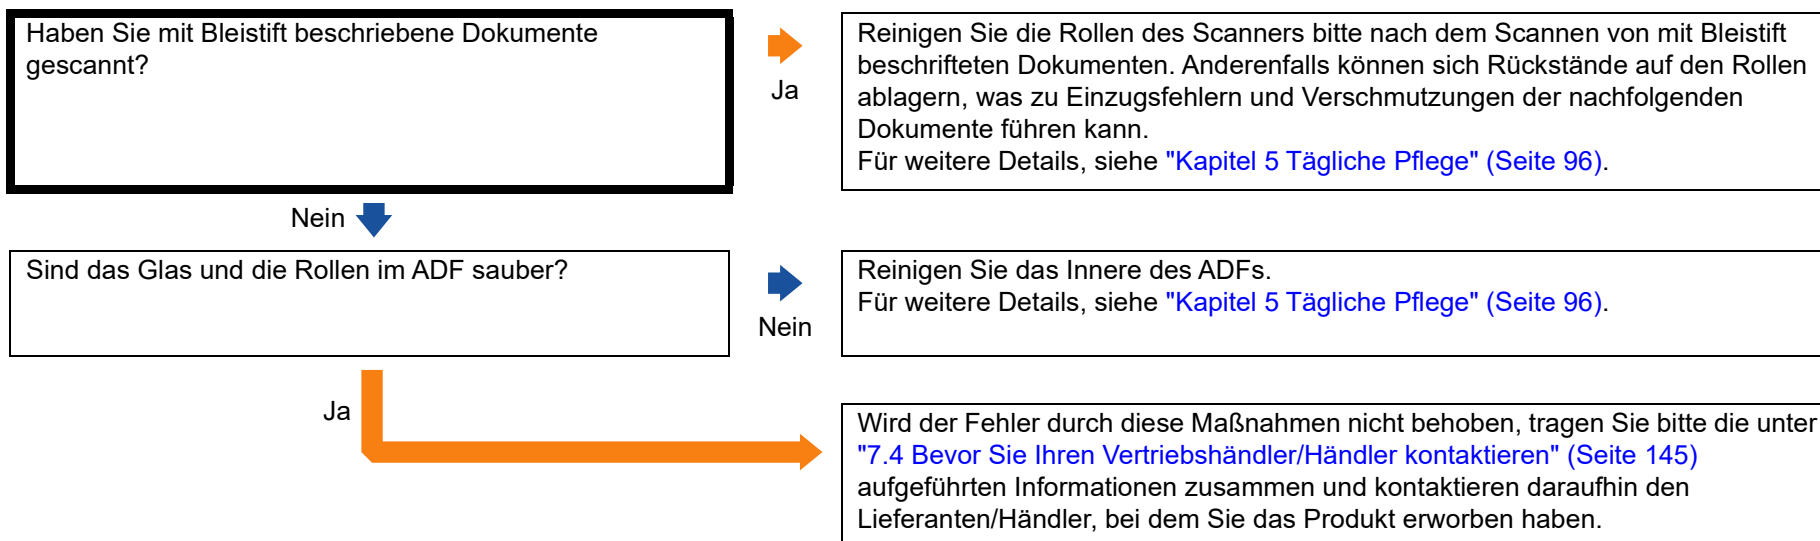 Haben Sie mit Bleistift beschriebene Dokumente
gescannt?
Ja
Reinigen Sie die Rollen des Scanners bitte nach dem Scannen von mit Bleistift
beschrifteten Dokumenten. Anderenfalls können sich Rückstände auf den Rollen
ablagern, was zu Einzugsfehlern und Verschmutzungen der nachfolgenden
Dokumente führen kann.
Für weitere Details, siehe "Kapitel 5 Tägliche Pflege" (Seite 96).
Nein
Sind das Glas und die Rollen im ADF sauber?
Nein
Reinigen Sie das Innere des ADFs.
Für weitere Details, siehe "Kapitel 5 Tägliche Pflege" (Seite 96).
Ja
Wird der Fehler durch diese Maßnahmen nicht behoben, tragen Sie bitte die unter
"7.4 Bevor Sie Ihren Vertriebshändler/Händler kontaktieren" (Seite 145)
aufgeführten Informationen zusammen und kontaktieren daraufhin den
Lieferanten/Händler, bei dem Sie das Produkt erworben haben.